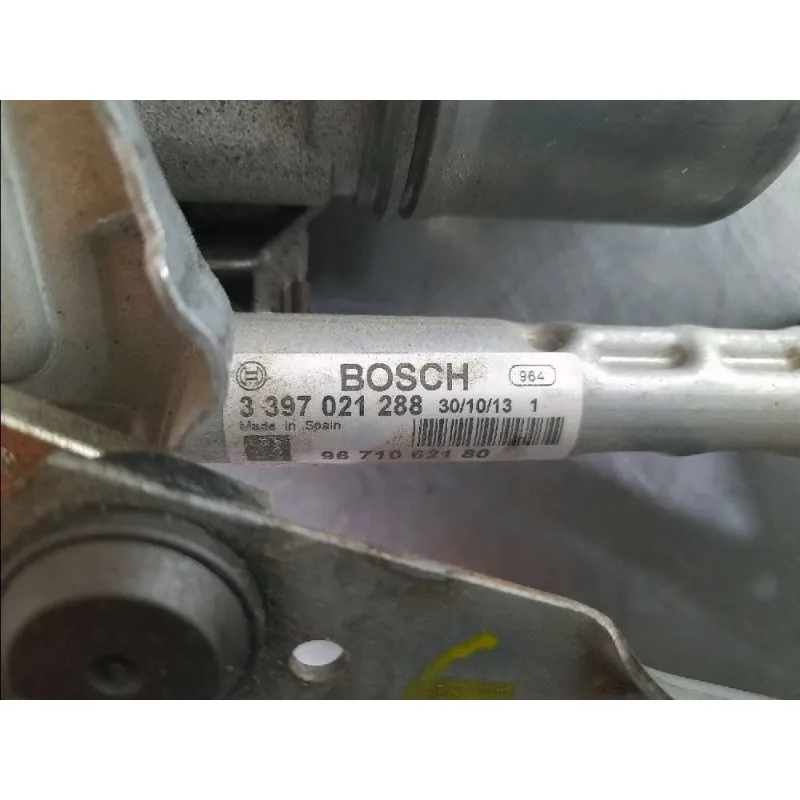 BOSCH 964
3 397 021 288 30/10/13 1
Made in Spain
96 710 621 80